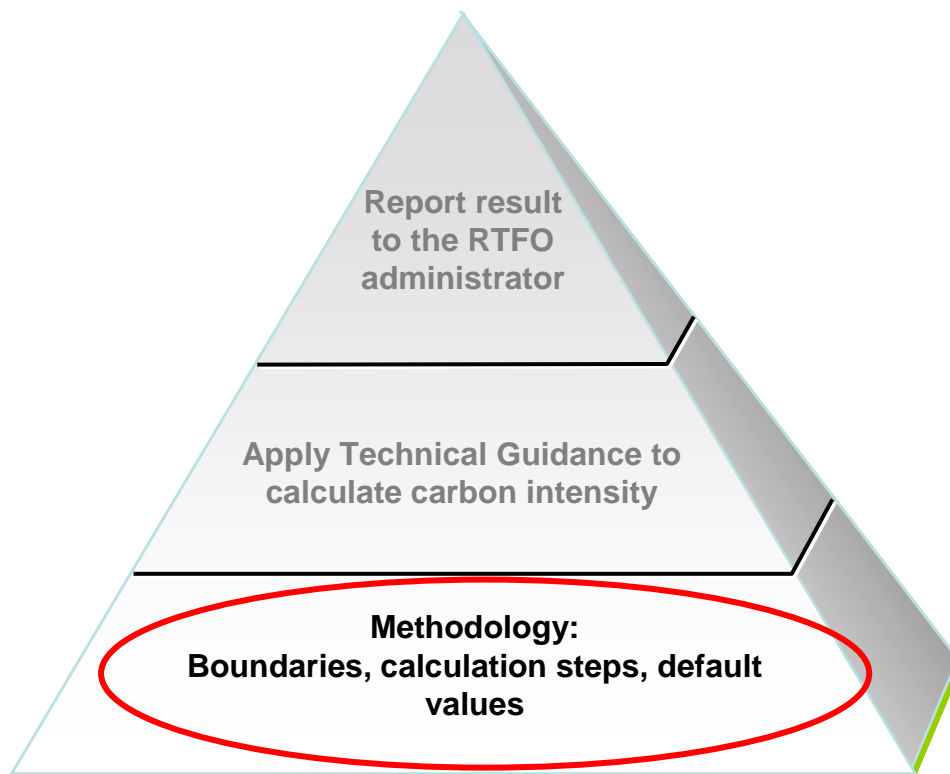 Report result
to the RTFO
administrator
Apply Technical Guidance to
calculate carbon intensity
Methodology:
Boundaries, calculation steps, default
values